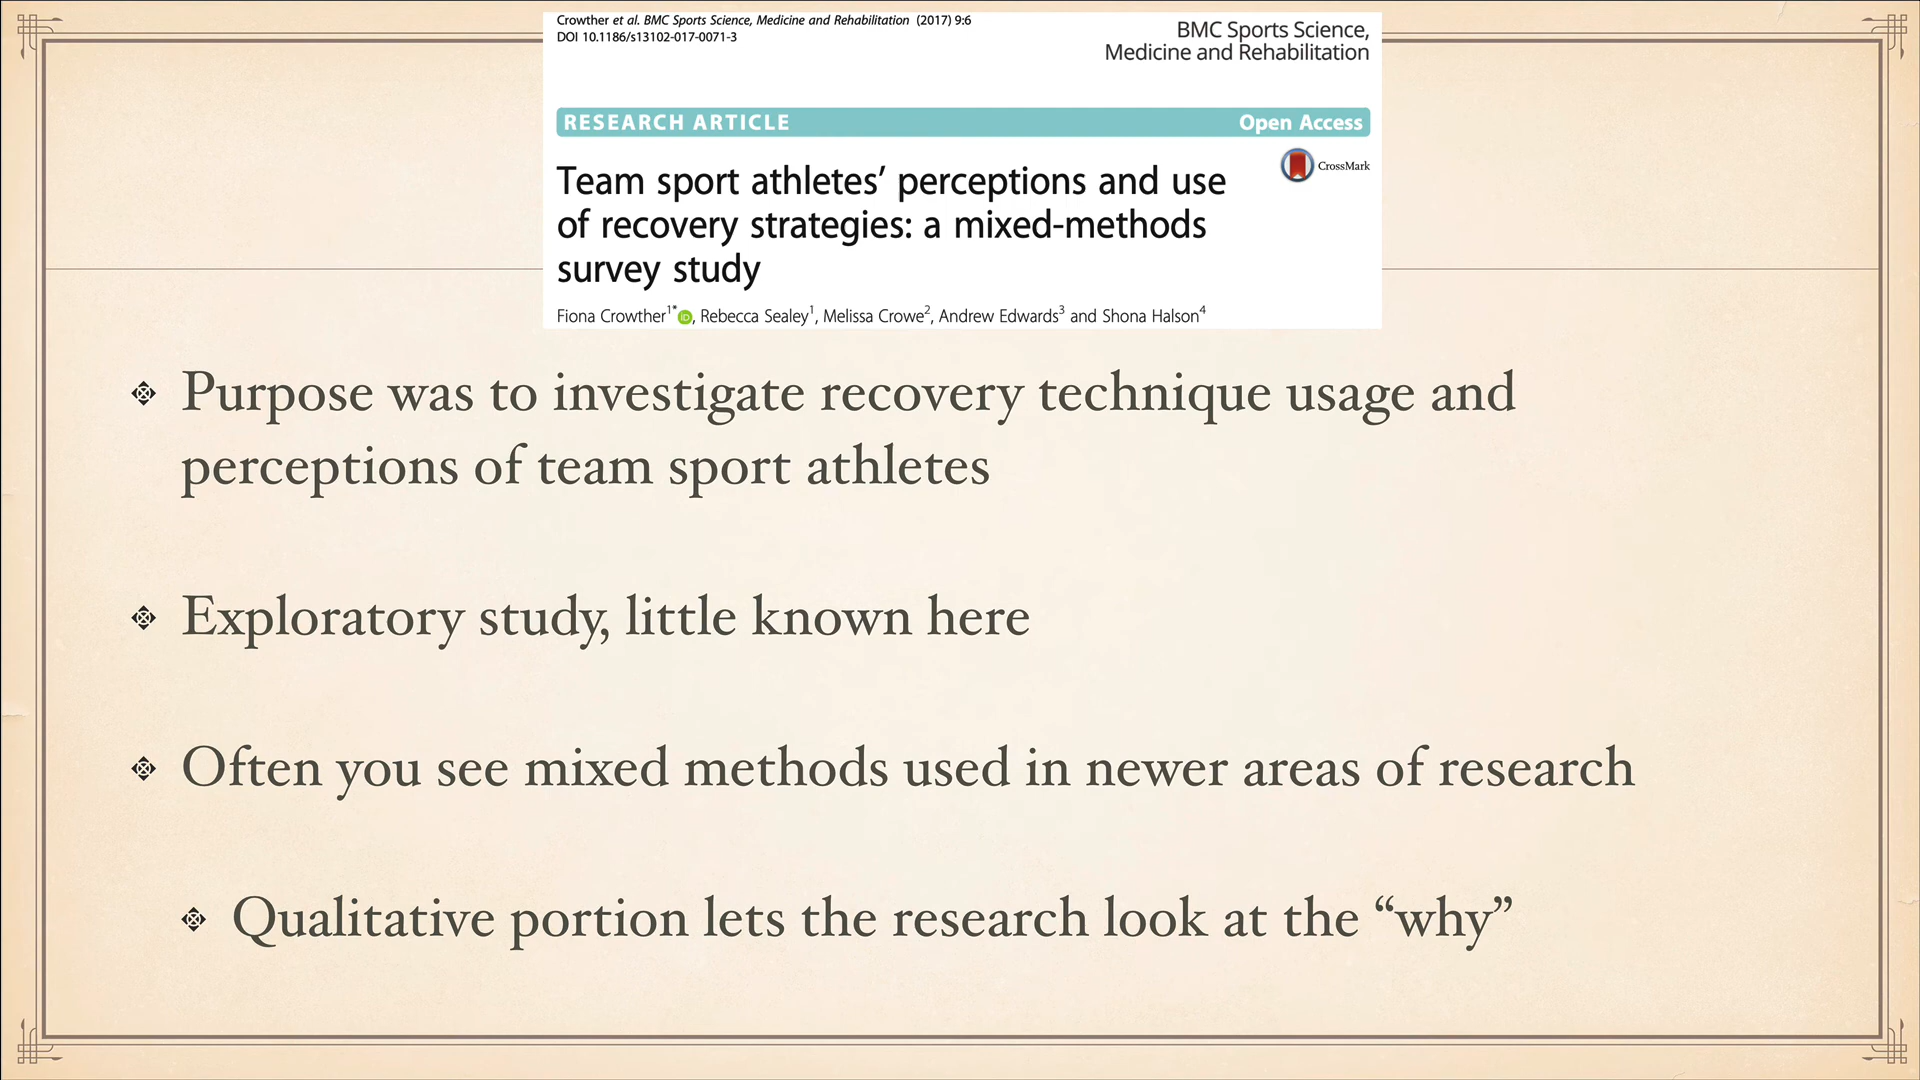 Crowther et al. BMC Sports Science, Medicine and Rehabilitation (2017) 9:6
DOI 10.1186/s13102-017-0071-3
BMC Sports Science,
Medicine and Rehabilitation
RESEARCH ARTICLE
Open Access
CrossMark
Team sport athletes’ perceptions and use
of recovery strategies: a mixed-methods
survey study
Fiona Crowther1* iD, Rebecca Sealey1, Melissa Crowe2, Andrew Edwards3 and Shona Halson4
Purpose was to investigate recovery technique usage and
perceptions of team sport athletes
Exploratory study, little known here
Often you see mixed methods used in newer areas of research
Qualitative portion lets the research look at the “why”